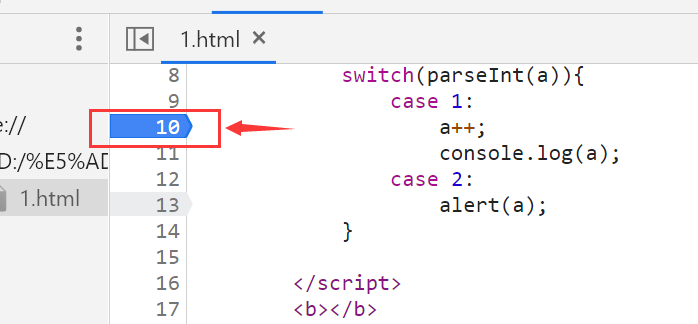 1.html ×
8 switch(parseInt(a)){
9 case 1:
e://
10 a++;
D:/%E5%AD
11 console.log(a);
12 case 2:
1.html
13 alert(a);
14 }
15
16 </script>
17 <b></b>